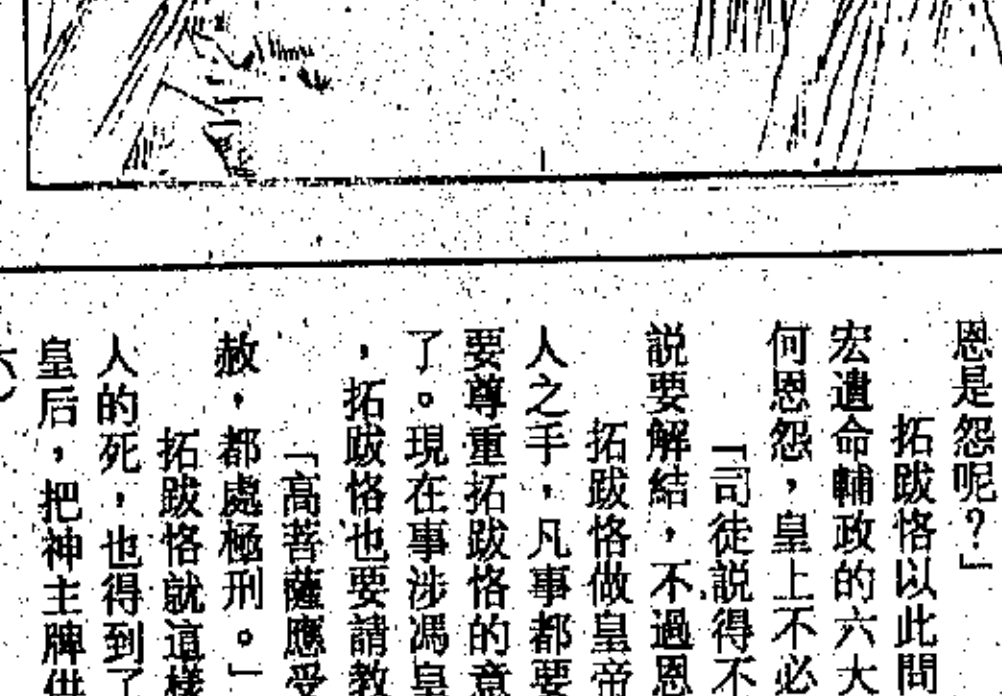 恩是怨呢？」
拓跋恪以此問
宏遺命輔政的六大
何恩怨，皇上不必
「司徒説得不
説要解結，不過恩
拓跋恪做皇帝
人之手，凡事都要
要尊重拓跋恪的意
了。現在事涉馮皇
，拓跋恪也要請教
「高菩薩應受
赦，都處極刑。」
拓跋恪就這樣
人的死，也得到了
皇后，把神主牌供